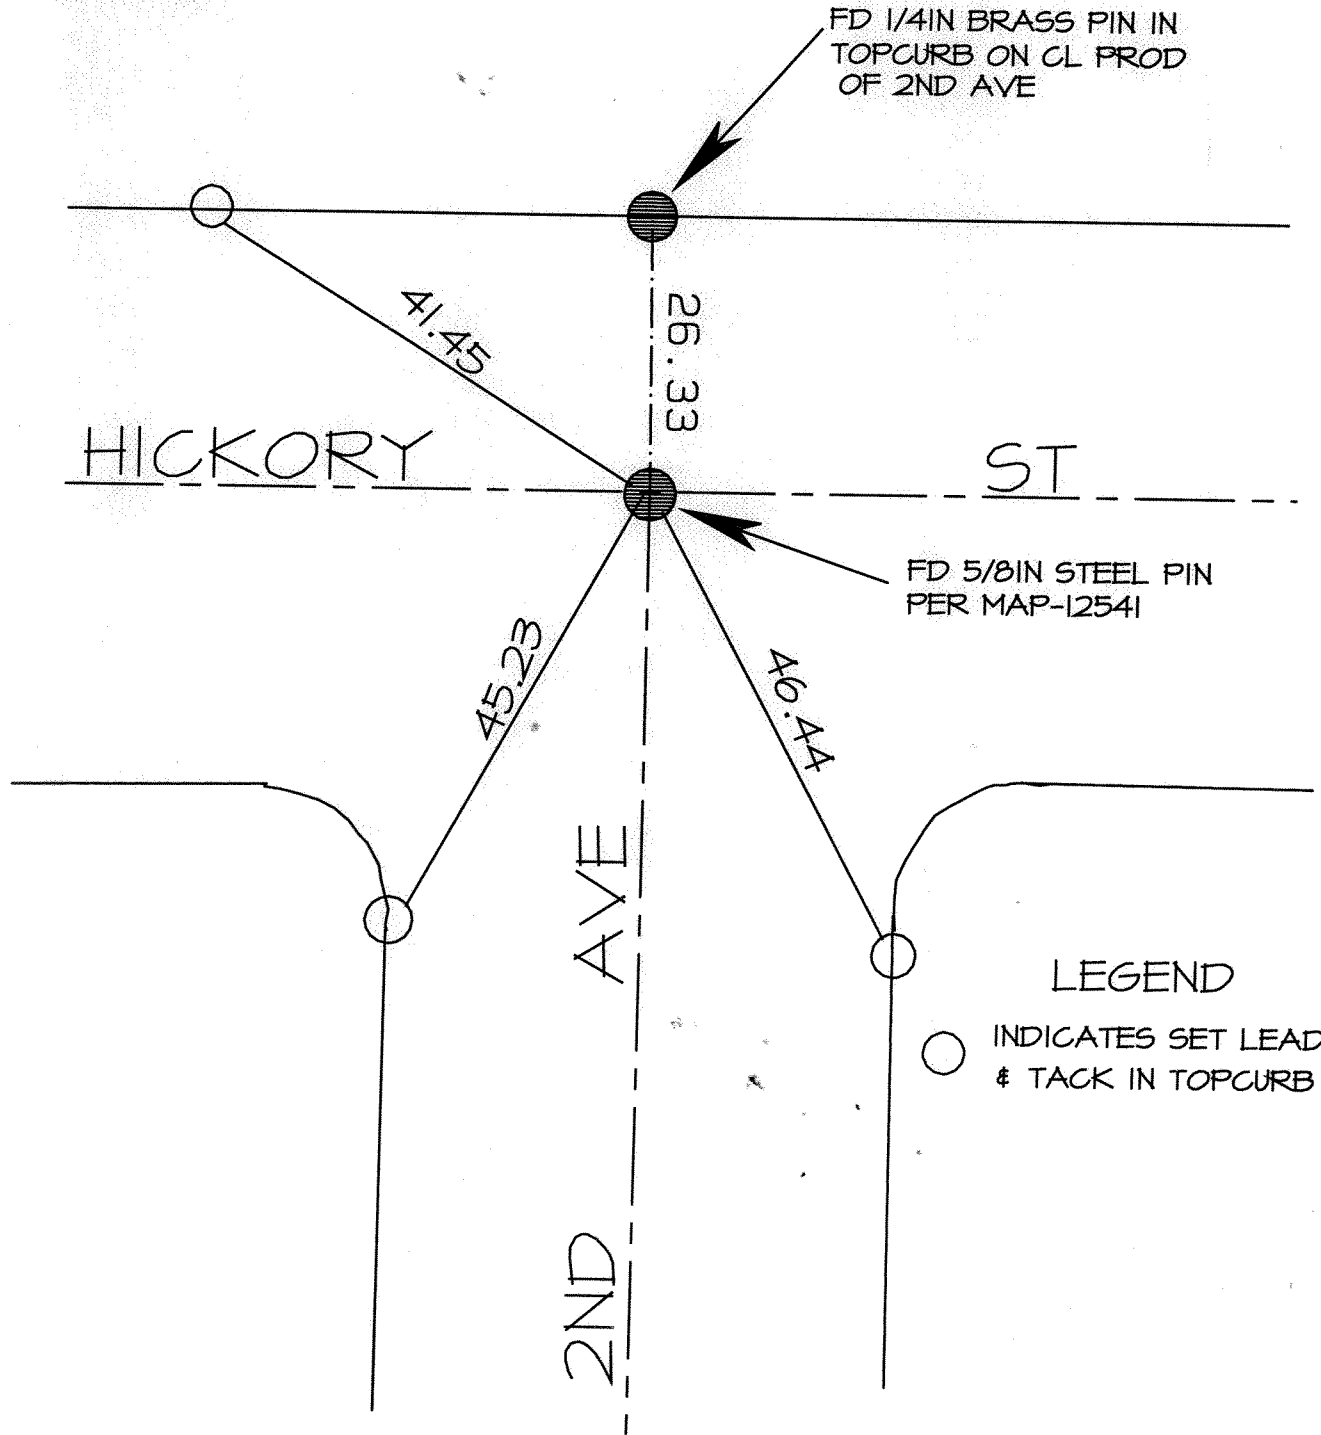 FD 1/4IN BRASS PIN IN
TOPCURB ON CL PROD
OF 2ND AVE
41.45
26.33
HICKORY ST
FD 5/8IN STEEL PIN
PER MAP-12541
45.23
46.44
2ND AVE
LEGEND
INDICATES SET LEAD
& TACK IN TOPCURB